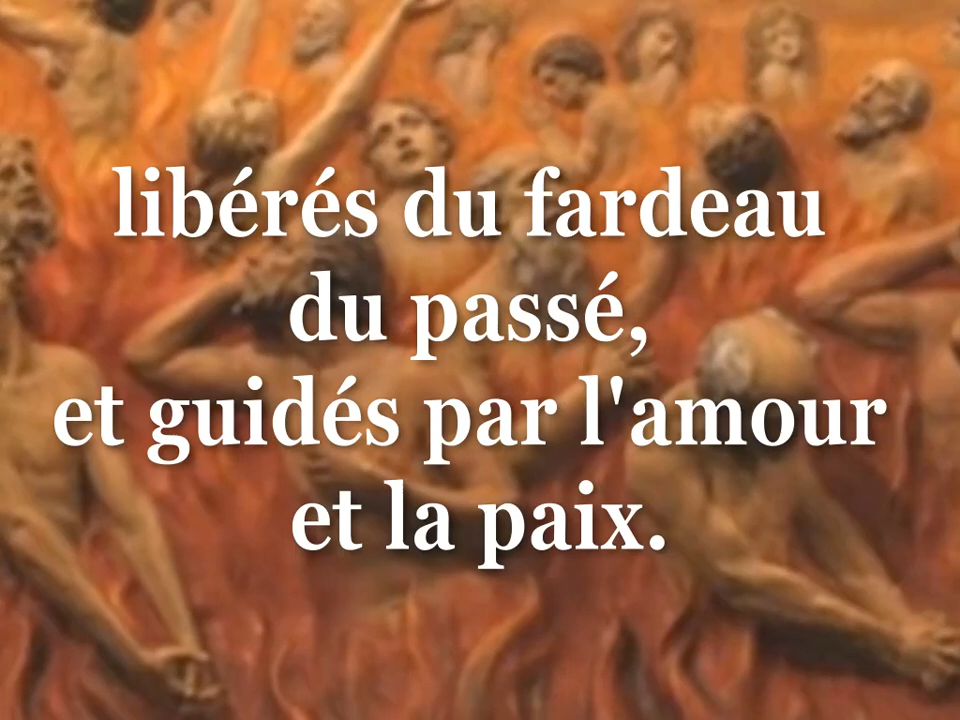 libérés du fardeau
du passé,
et guidés par l'amour
et la paix.